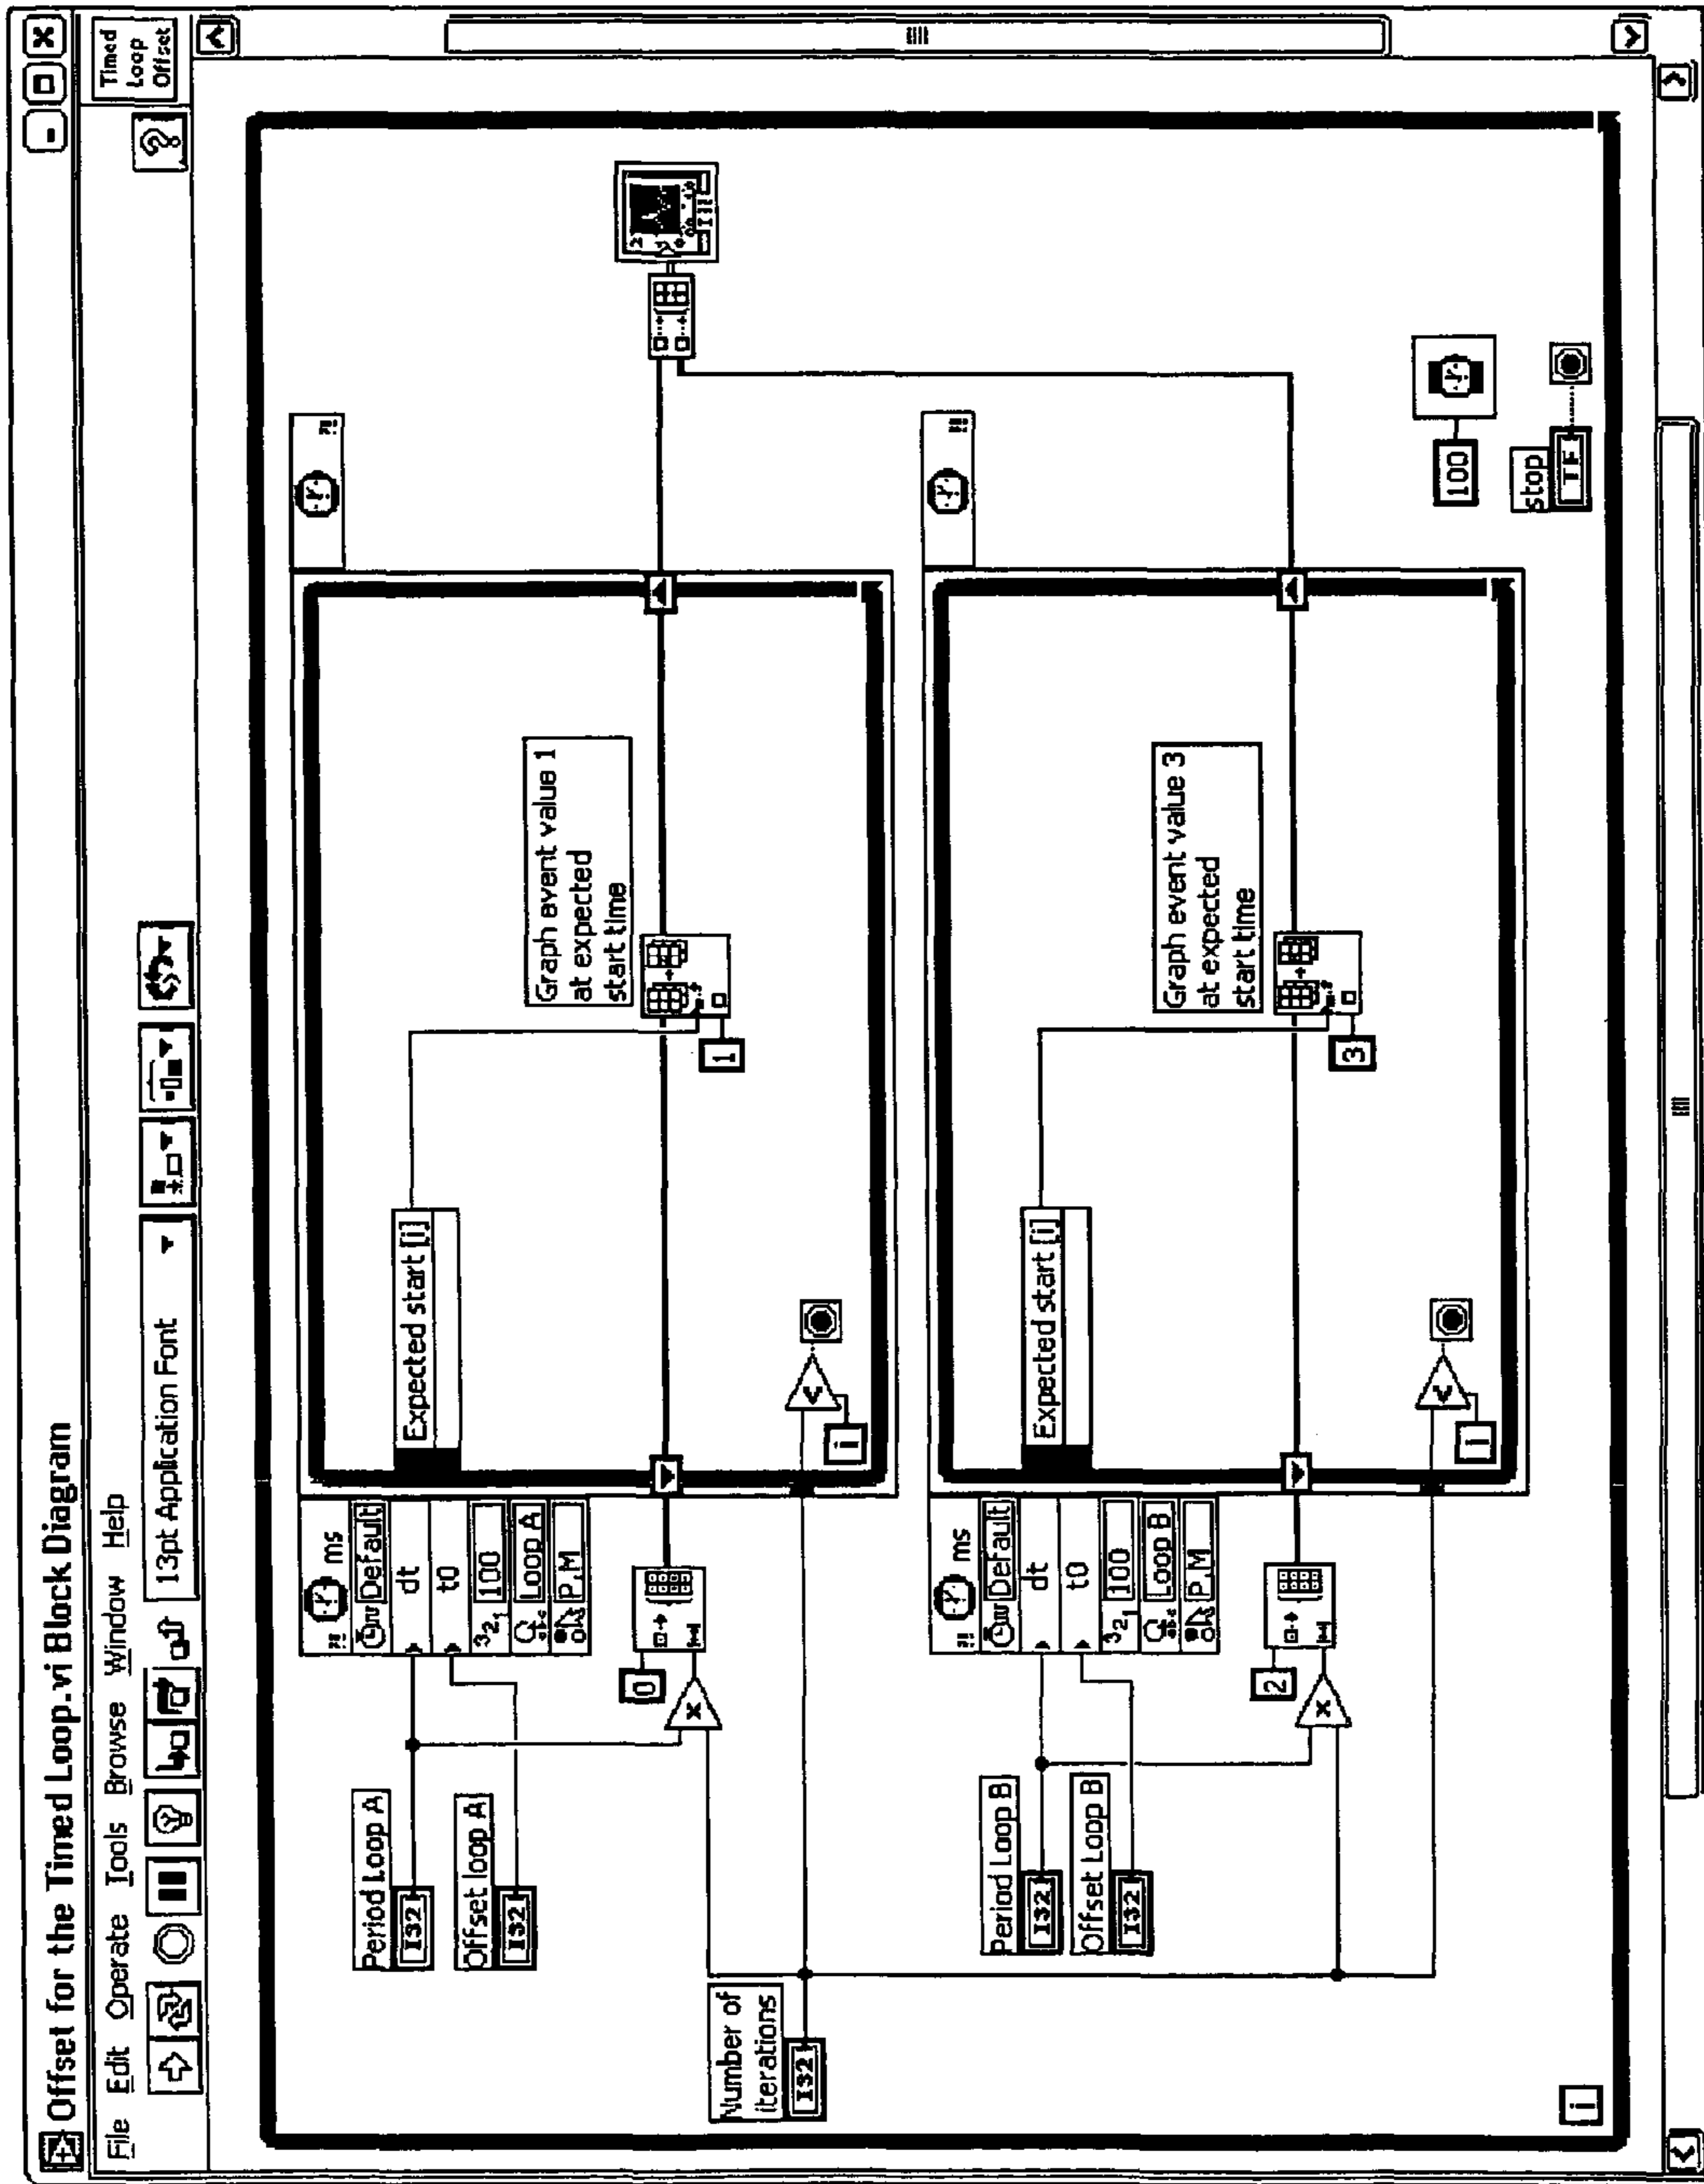 Offset for the Timed Loop.vi Block Diagram
File Edit Operate Tools Browse Window Help
13pt Application Font
?
Timed
Loop
Offset
Period Loop A
I32
Offset loop A
I32
ms
Default
dt
t0
100
Loop A
P,M
Expected start [i]
Graph event value 1
at expected
start time
0
x
1
i
Number of
iterations
I32
Period Loop B
I32
Offset Loop B
I32
ms
Default
dt
t0
100
Loop B
P,M
Expected start [i]
Graph event value 3
at expected
start time
2
x
3
i
100
stop
TF
i